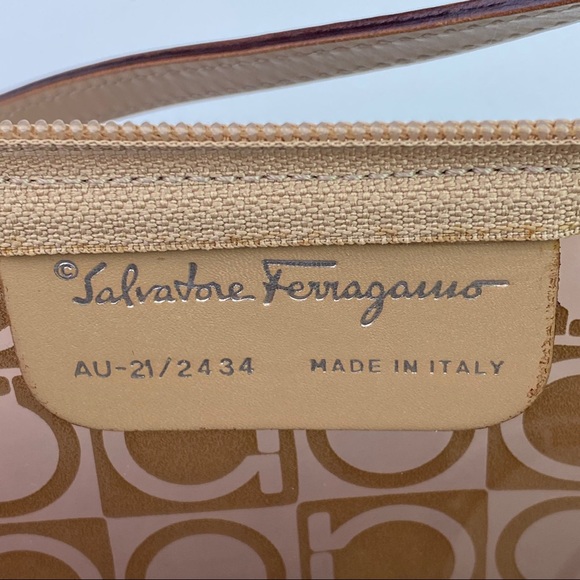 © Salvatore Ferragamo
AU-21/2434 MADE IN ITALY